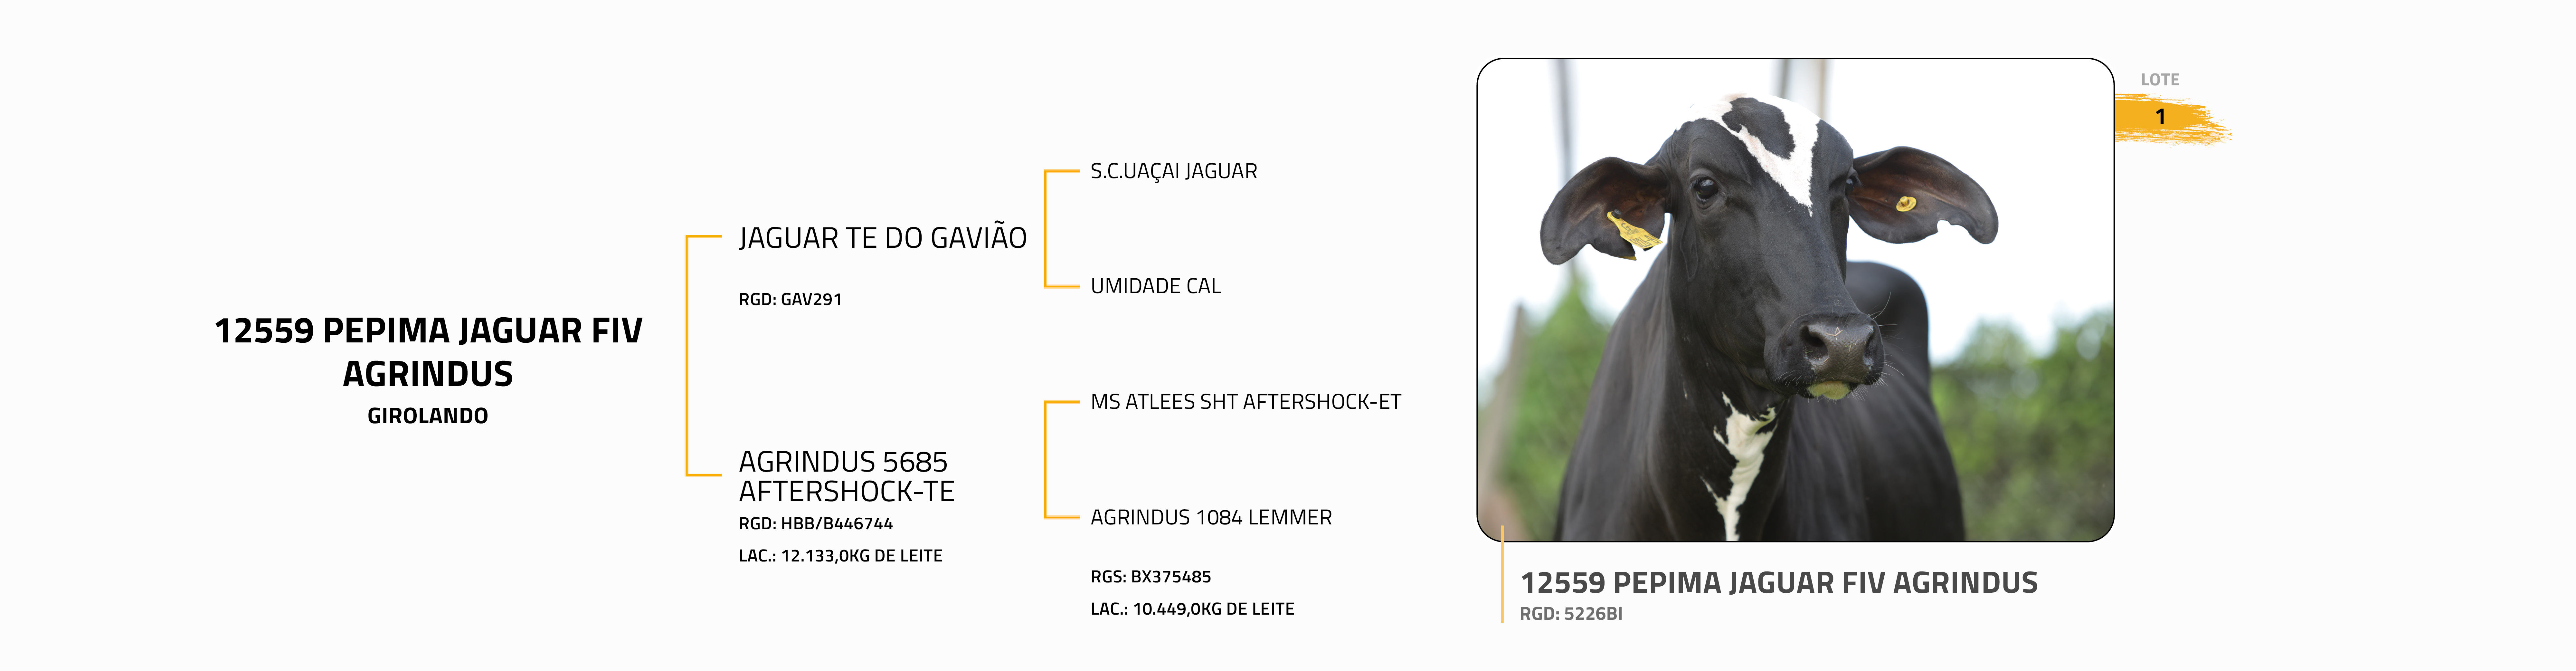 12559 PEPIMA JAGUAR FIV
AGRINDUS
GIROLANDO
JAGUAR TE DO GAVIÃO
RGD: GAV291
AGRINDUS 5685
AFTERSHOCK-TE
RGD: HBB/B446744
LAC.: 12.133,0KG DE LEITE
S.C.UAÇAI JAGUAR
UMIDADE CAL
MS ATLEES SHT AFTERSHOCK-ET
AGRINDUS 1084 LEMMER
RGS: BX375485
LAC.: 10.449,0KG DE LEITE
LOTE
1
12559 PEPIMA JAGUAR FIV AGRINDUS
RGD: 5226BI